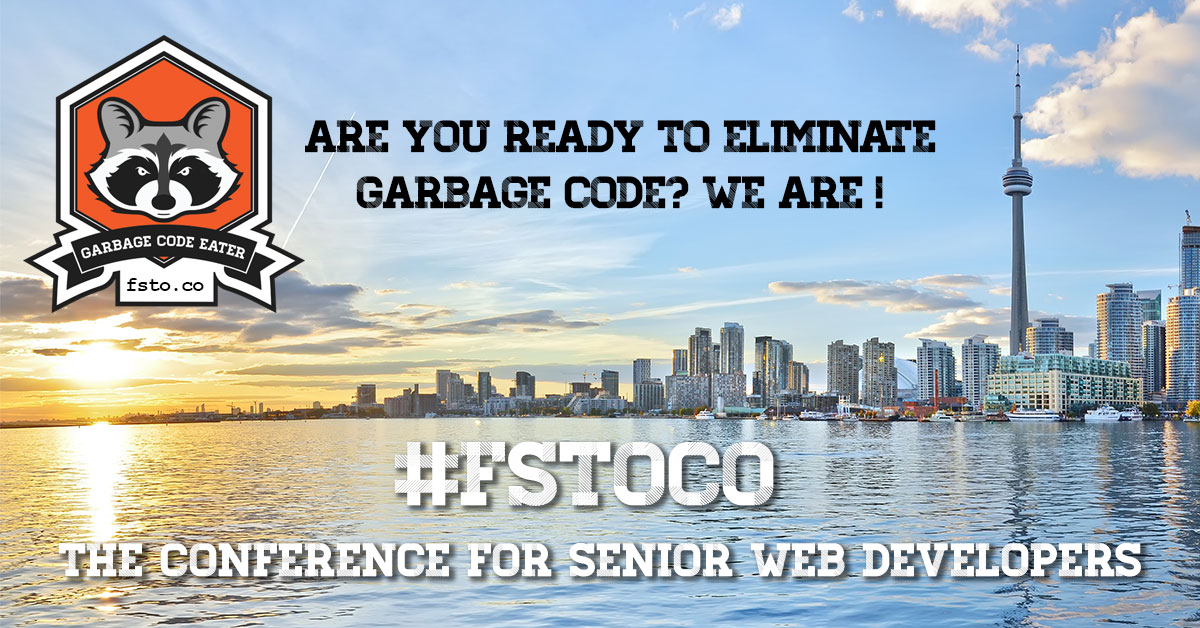 ARE YOU READY TO ELIMINATE
GARBAGE CODE? WE ARE !
GARBAGE CODE EATER
fsto.co
#FSTOCO
THE CONFERENCE FOR SENIOR WEB DEVELOPERS